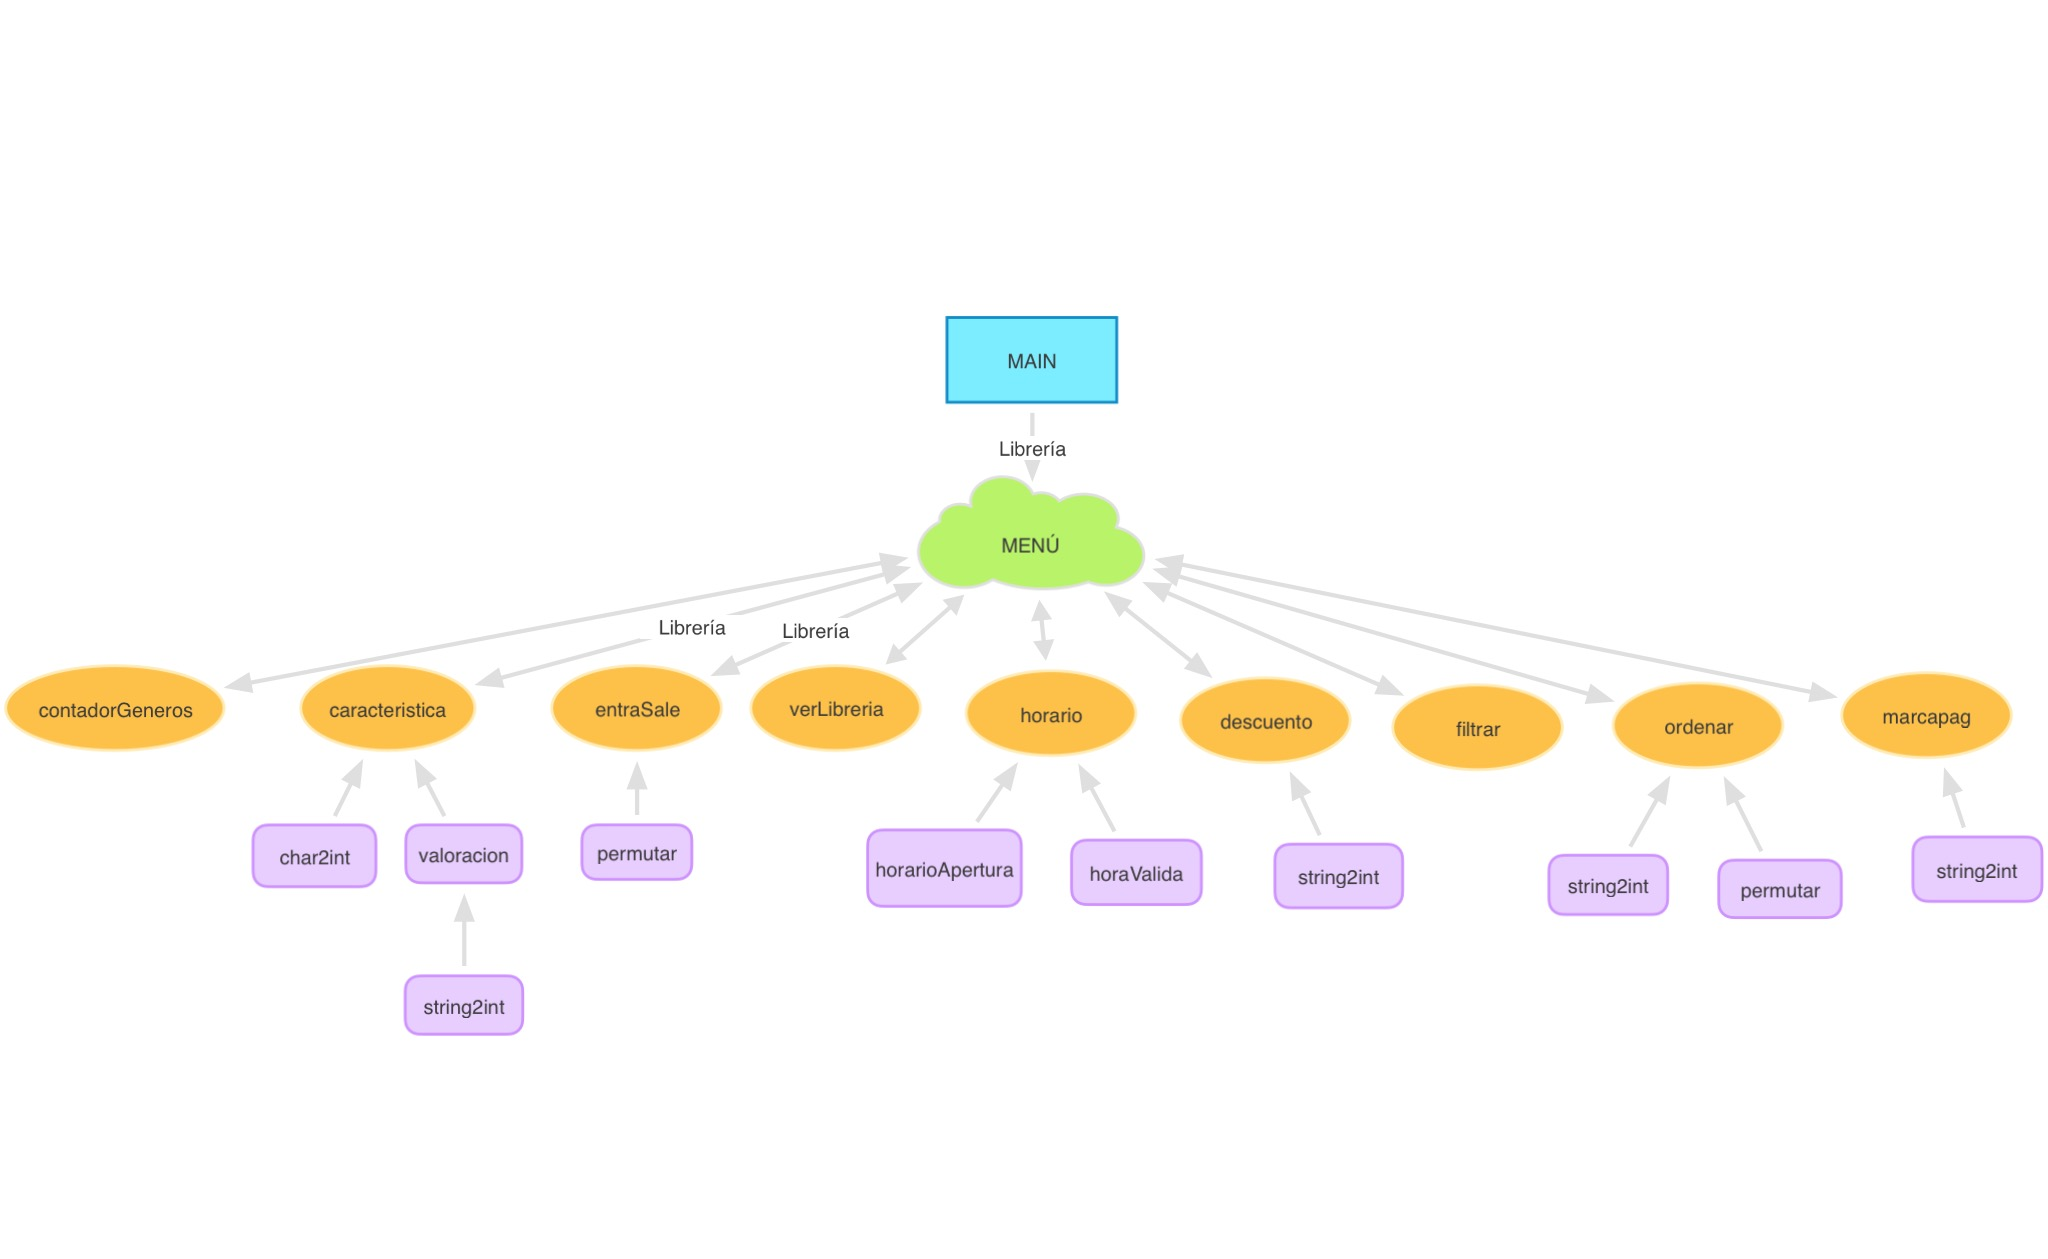 MAIN
Librería
MENÚ
Librería
Librería
contadorGeneros
caracteristica
entraSale
verLibreria
horario
descuento
filtrar
ordenar
marcapag
char2int
valoracion
permutar
horarioApertura
horaValida
string2int
string2int
permutar
string2int
string2int